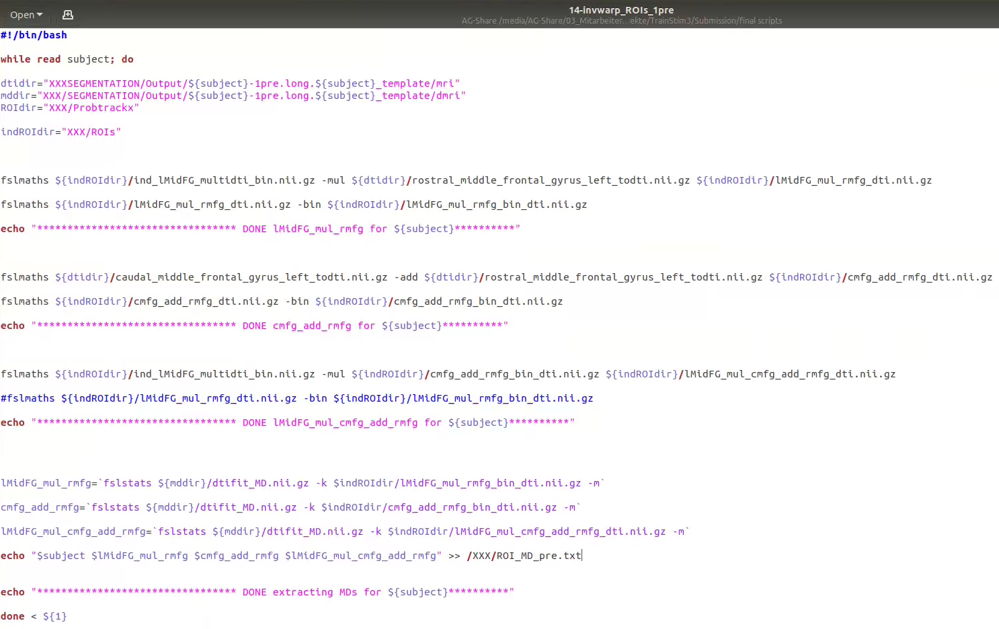 Open
14-invwarp_ROIs_1pre
AG-Share /media/AG-Share/03_Mitarbeiter…ekte/TrainStim3/Submission/final scripts
#!/bin/bash
while read subject; do
dtidir="XXXSEGMENTATION/Output/${subject}-1pre.long.${subject}_template/mri"
mddir="XXX/SEGMENTATION/Output/${subject}-1pre.long.${subject}_template/dmri"
ROIdir="XXX/Probtrackx"
indROIdir="XXX/ROIs"
fslmaths ${indROIdir}/ind_lMidFG_multidti_bin.nii.gz -mul ${dtidir}/rostral_middle_frontal_gyrus_left_todti.nii.gz ${indROIdir}/lMidFG_mul_rmfg_dti.nii.gz
fslmaths ${indROIdir}/lMidFG_mul_rmfg_dti.nii.gz -bin ${indROIdir}/lMidFG_mul_rmfg_bin_dti.nii.gz
echo "********************************* DONE lMidFG_mul_rmfg for ${subject}**********"
fslmaths ${dtidir}/caudal_middle_frontal_gyrus_left_todti.nii.gz -add ${dtidir}/rostral_middle_frontal_gyrus_left_todti.nii.gz ${indROIdir}/cmfg_add_rmfg_dti.nii.gz
fslmaths ${indROIdir}/cmfg_add_rmfg_dti.nii.gz -bin ${indROIdir}/cmfg_add_rmfg_bin_dti.nii.gz
echo "********************************* DONE cmfg_add_rmfg for ${subject}**********"
fslmaths ${indROIdir}/ind_lMidFG_multidti_bin.nii.gz -mul ${indROIdir}/cmfg_add_rmfg_bin_dti.nii.gz ${indROIdir}/lMidFG_mul_cmfg_add_rmfg_dti.nii.gz
#fslmaths ${indROIdir}/lMidFG_mul_rmfg_dti.nii.gz -bin ${indROIdir}/lMidFG_mul_rmfg_bin_dti.nii.gz
echo "********************************* DONE lMidFG_mul_cmfg_add_rmfg for ${subject}**********"
lMidFG_mul_rmfg=`fslstats ${mddir}/dtifit_MD.nii.gz -k $indROIdir/lMidFG_mul_rmfg_bin_dti.nii.gz -m`
cmfg_add_rmfg=`fslstats ${mddir}/dtifit_MD.nii.gz -k $indROIdir/cmfg_add_rmfg_bin_dti.nii.gz -m`
lMidFG_mul_cmfg_add_rmfg=`fslstats ${mddir}/dtifit_MD.nii.gz -k $indROIdir/lMidFG_mul_cmfg_add_rmfg_dti.nii.gz -m`
echo "$subject $lMidFG_mul_rmfg $cmfg_add_rmfg $lMidFG_mul_cmfg_add_rmfg" >> /XXX/ROI_MD_pre.txt
echo "********************************* DONE extracting MDs for ${subject}**********"
done < ${1}